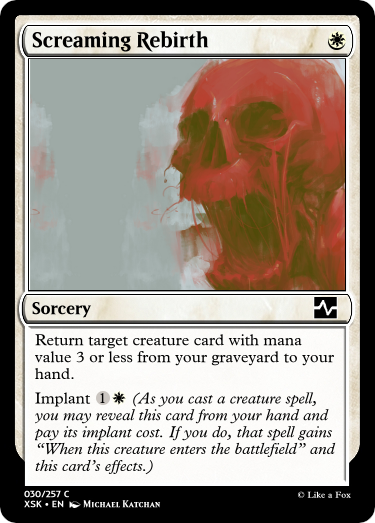 Screaming Rebirth
Sorcery
Return target creature card with mana
value 3 or less from your graveyard to your
hand.
Implant 1 (As you cast a creature spell,
you may reveal this card from your hand and
pay its implant cost. If you do, that spell gains
“When this creature enters the battlefield” and
this card’s effects.)
030/257 C
XSK • EN Michael Katchan
© Like a Fox